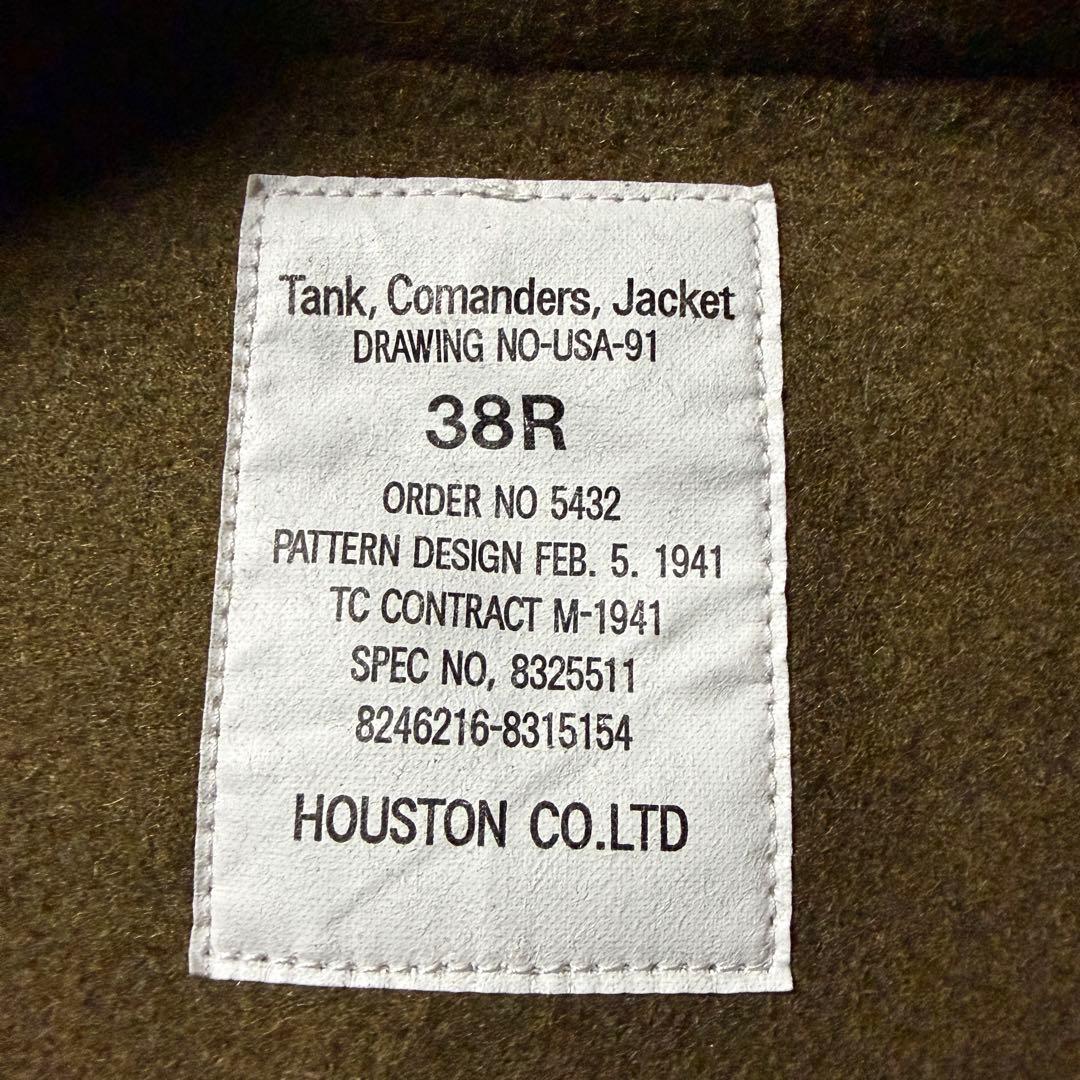 Tank, Comanders, Jacket
DRAWING NO-USA-91
38R
ORDER NO 5432
PATTERN DESIGN FEB. 5. 1941
TC CONTRACT M-1941
SPEC NO, 8325511
8246216-8315154
HOUSTON CO.LTD